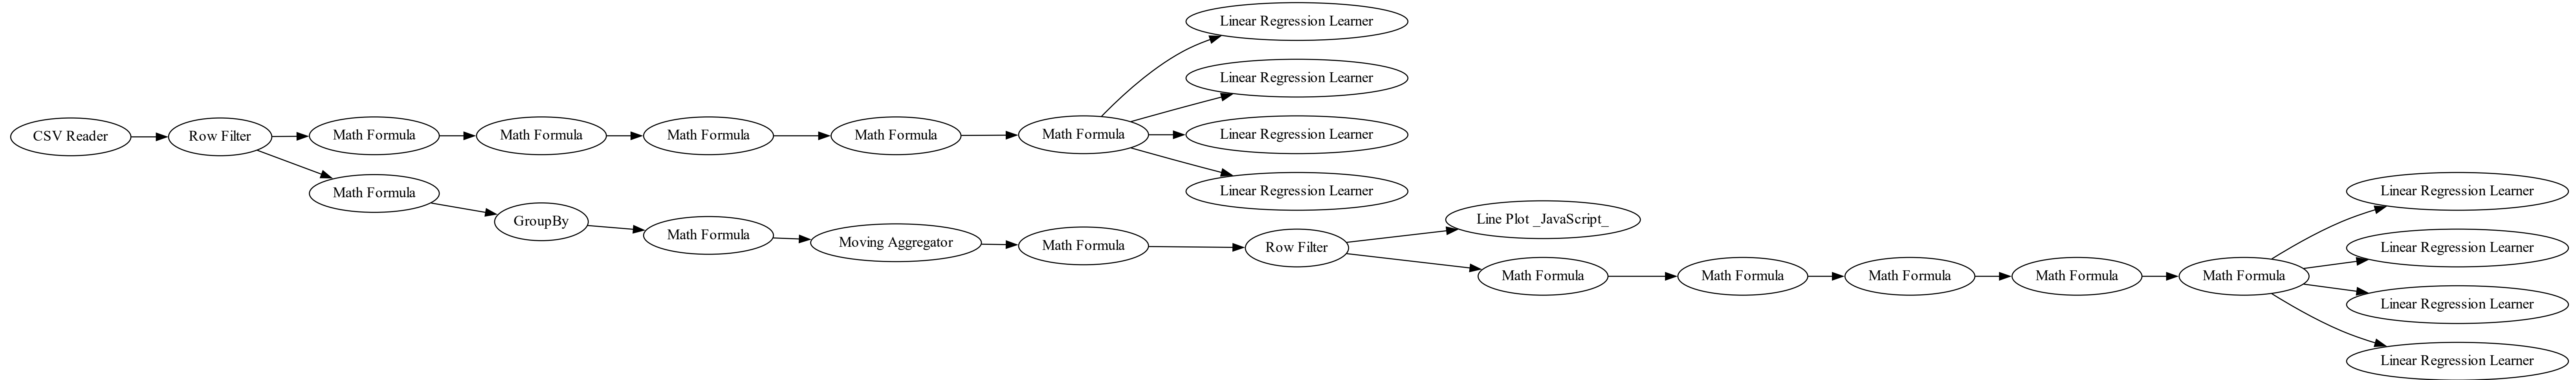 Linear Regression Learner
Linear Regression Learner
CSV Reader
Row Filter
Math Formula
Math Formula
Math Formula
Math Formula
Math Formula
Linear Regression Learner
Linear Regression Learner
Math Formula
GroupBy
Math Formula
Moving Aggregator
Math Formula
Row Filter
Line Plot _JavaScript_
Math Formula
Math Formula
Math Formula
Math Formula
Math Formula
Linear Regression Learner
Linear Regression Learner
Linear Regression Learner
Linear Regression Learner